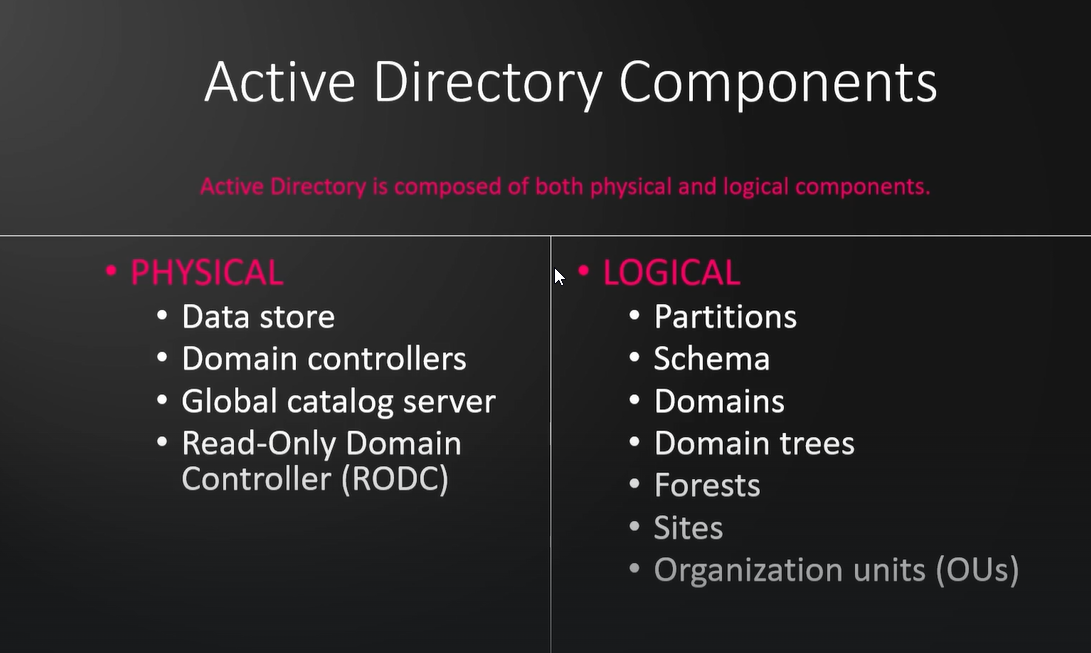 Active Directory Components
Active Directory is composed of both physical and logical components.
• PHYSICAL
• Data store
• Domain controllers
• Global catalog server
• Read-Only Domain
Controller (RODC)
• LOGICAL
• Partitions
• Schema
• Domains
• Domain trees
• Forests
• Sites
• Organization units (OUs)